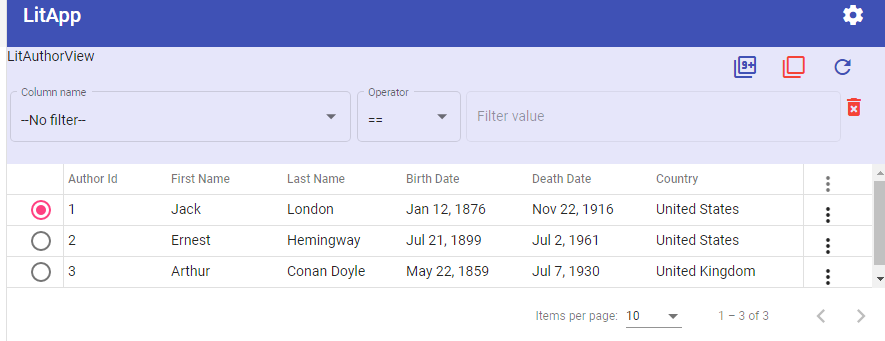 LitApp
LitAuthorView
9+
Column name
Operator
--No filter--
==
Filter value
Author Id First Name Last Name Birth Date Death Date Country
1 Jack London Jan 12, 1876 Nov 22, 1916 United States
2 Ernest Hemingway Jul 21, 1899 Jul 2, 1961 United States
3 Arthur Conan Doyle May 22, 1859 Jul 7, 1930 United Kingdom
Items per page: 10 1 – 3 of 3